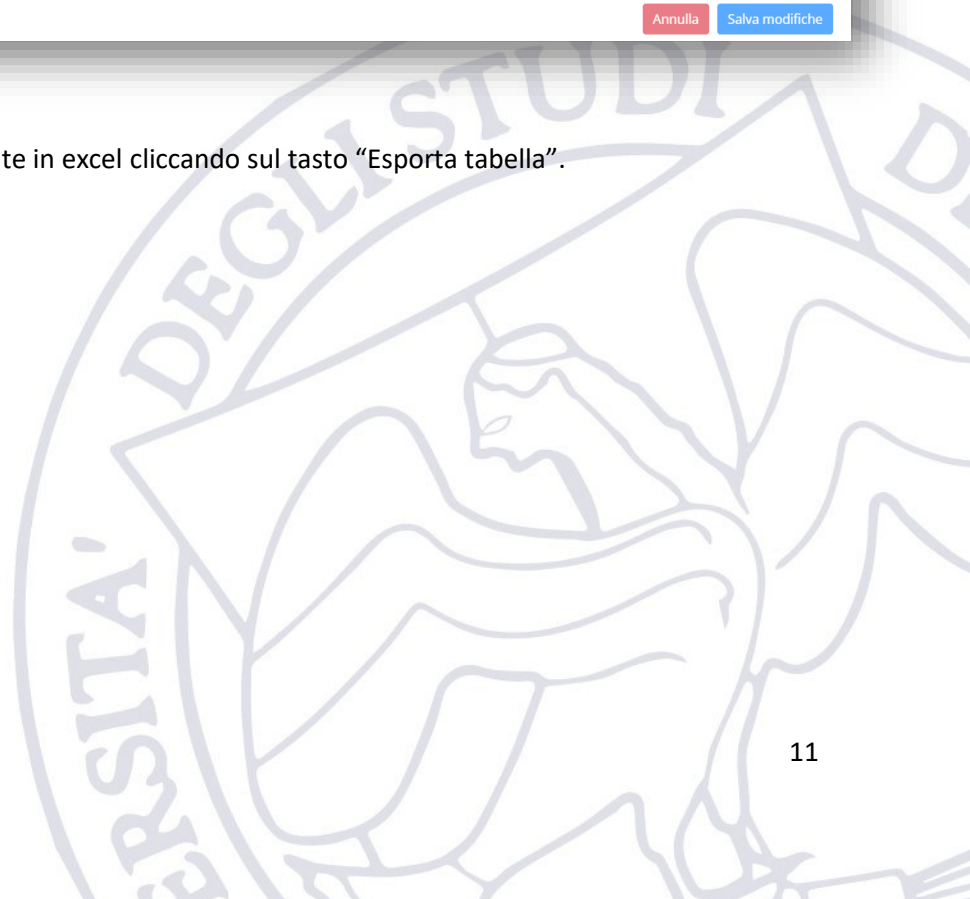 Annulla Salva modifiche
te in excel cliccando sul tasto “Esporta tabella”.
DEGLI STUDI
11